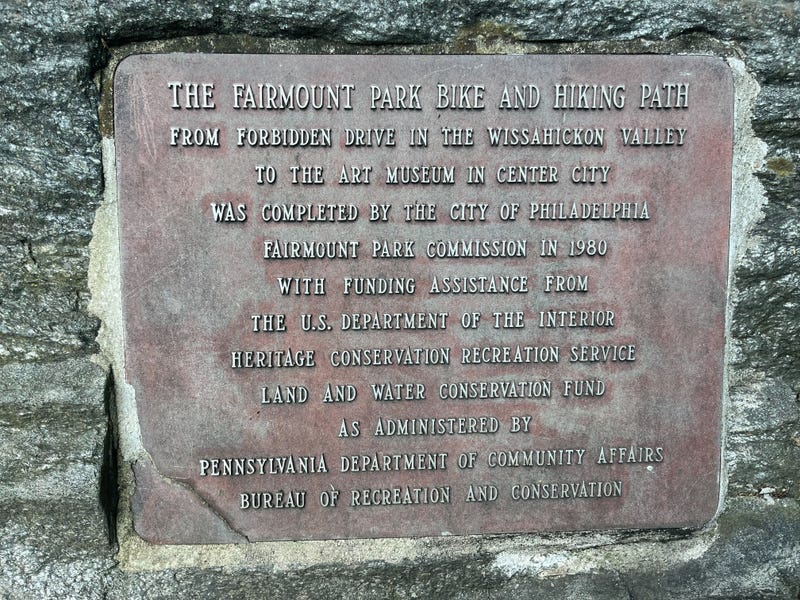 THE FAIRMOUNT PARK BIKE AND HIKING PATH
FROM FORBIDDEN DRIVE IN THE WISSAHICKON VALLEY
TO THE ART MUSEUM IN CENTER CITY
WAS COMPLETED BY THE CITY OF PHILADELPHIA
FAIRMOUNT PARK COMMISSION IN 1980
WITH FUNDING ASSISTANCE FROM
THE U.S. DEPARTMENT OF THE INTERIOR
HERITAGE CONSERVATION RECREATION SERVICE
LAND AND WATER CONSERVATION FUND
AS ADMINISTERED BY
PENNSYLVANIA DEPARTMENT OF COMMUNITY AFFAIRS
BUREAU OF RECREATION AND CONSERVATION